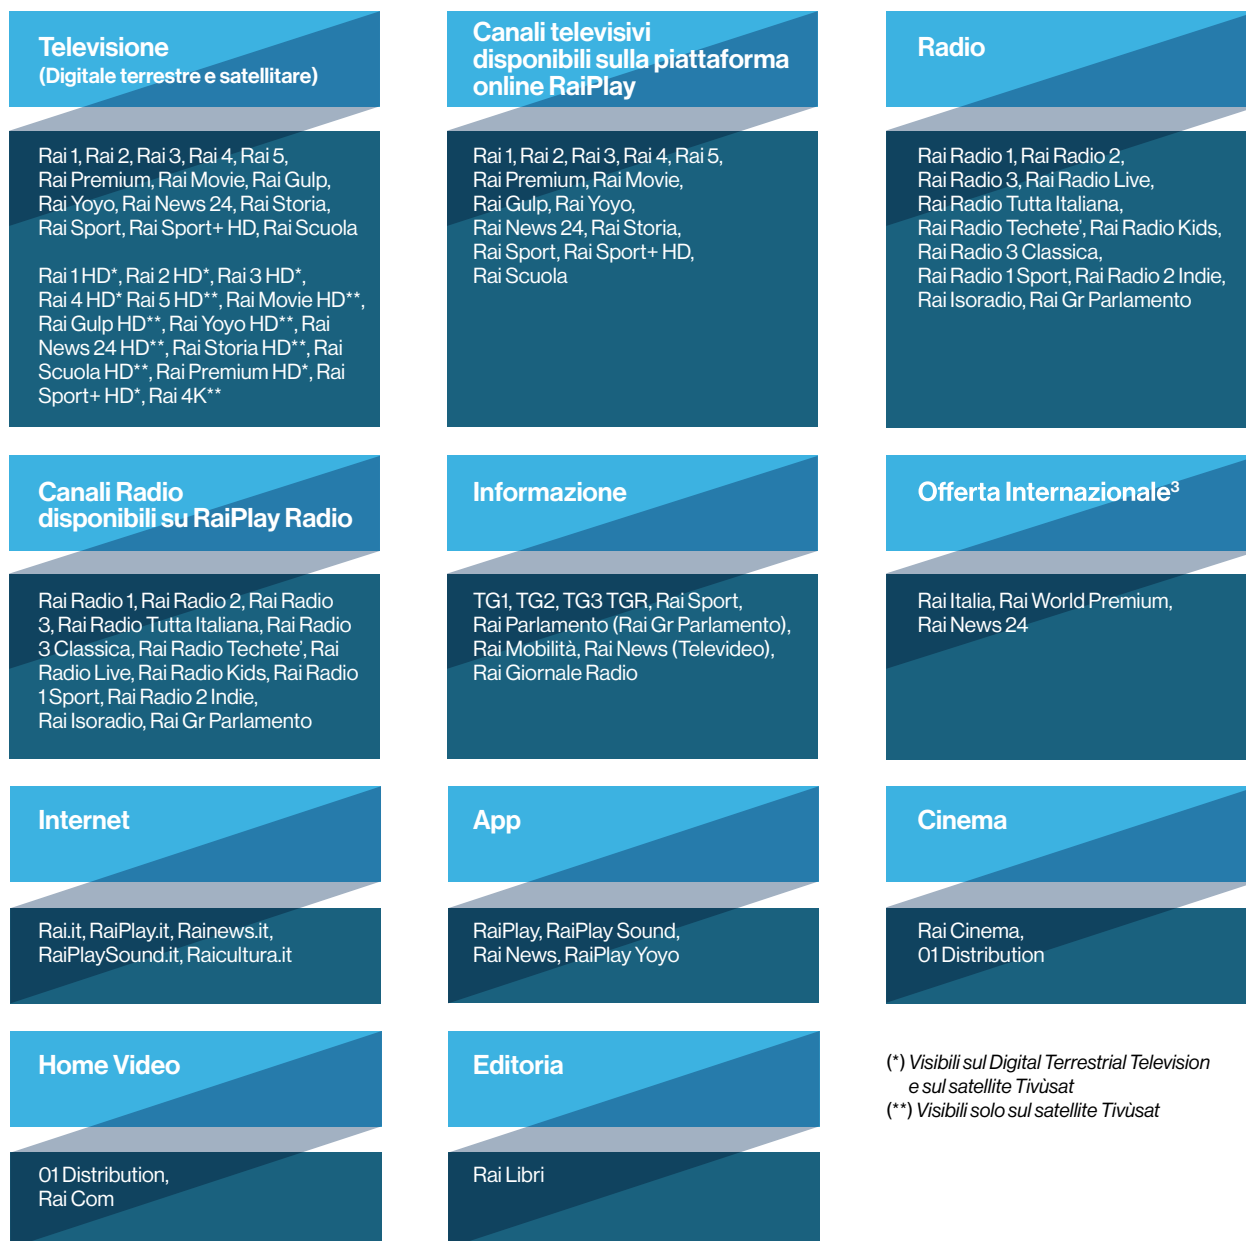 Televisione
(Digitale terrestre e satellitare)
Rai 1, Rai 2, Rai 3, Rai 4, Rai 5,
Rai Premium, Rai Movie, Rai Gulp,
Rai Yoyo, Rai News 24, Rai Storia,
Rai Sport, Rai Sport+ HD, Rai Scuola
Rai 1 HD*, Rai 2 HD*, Rai 3 HD*,
Rai 4 HD* Rai 5 HD**, Rai Movie HD**,
Rai Gulp HD**, Rai Yoyo HD**, Rai
News 24 HD**, Rai Storia HD**, Rai
Scuola HD**, Rai Premium HD*, Rai
Sport+ HD*, Rai 4K**
Canali televisivi
disponibili sulla piattaforma
online RaiPlay
Rai 1, Rai 2, Rai 3, Rai 4, Rai 5,
Rai Premium, Rai Movie,
Rai Gulp, Rai Yoyo,
Rai News 24, Rai Storia,
Rai Sport, Rai Sport+ HD,
Rai Scuola
Radio
Rai Radio 1, Rai Radio 2,
Rai Radio 3, Rai Radio Live,
Rai Radio Tutta Italiana,
Rai Radio Techete', Rai Radio Kids,
Rai Radio 3 Classica,
Rai Radio 1 Sport, Rai Radio 2 Indie,
Rai Isoradio, Rai Gr Parlamento
Canali Radio
disponibili su RaiPlay Radio
Rai Radio 1, Rai Radio 2, Rai Radio
3, Rai Radio Tutta Italiana, Rai Radio
3 Classica, Rai Radio Techete', Rai
Radio Live, Rai Radio Kids, Rai Radio
1 Sport, Rai Radio 2 Indie,
Rai Isoradio, Rai Gr Parlamento
Informazione
TG1, TG2, TG3 TGR, Rai Sport,
Rai Parlamento (Rai Gr Parlamento),
Rai Mobilità, Rai News (Televideo),
Rai Giornale Radio
Offerta Internazionale³
Rai Italia, Rai World Premium,
Rai News 24
Internet
Rai.it, RaiPlay.it, Rainews.it,
RaiPlaySound.it, Raicultura.it
App
RaiPlay, RaiPlay Sound,
Rai News, RaiPlay Yoyo
Cinema
Rai Cinema,
01 Distribution
Home Video
01 Distribution,
Rai Com
Editoria
Rai Libri
(*) Visibili sul Digital Terrestrial Television
e sul satellite Tivùsat
(**) Visibili solo sul satellite Tivùsat